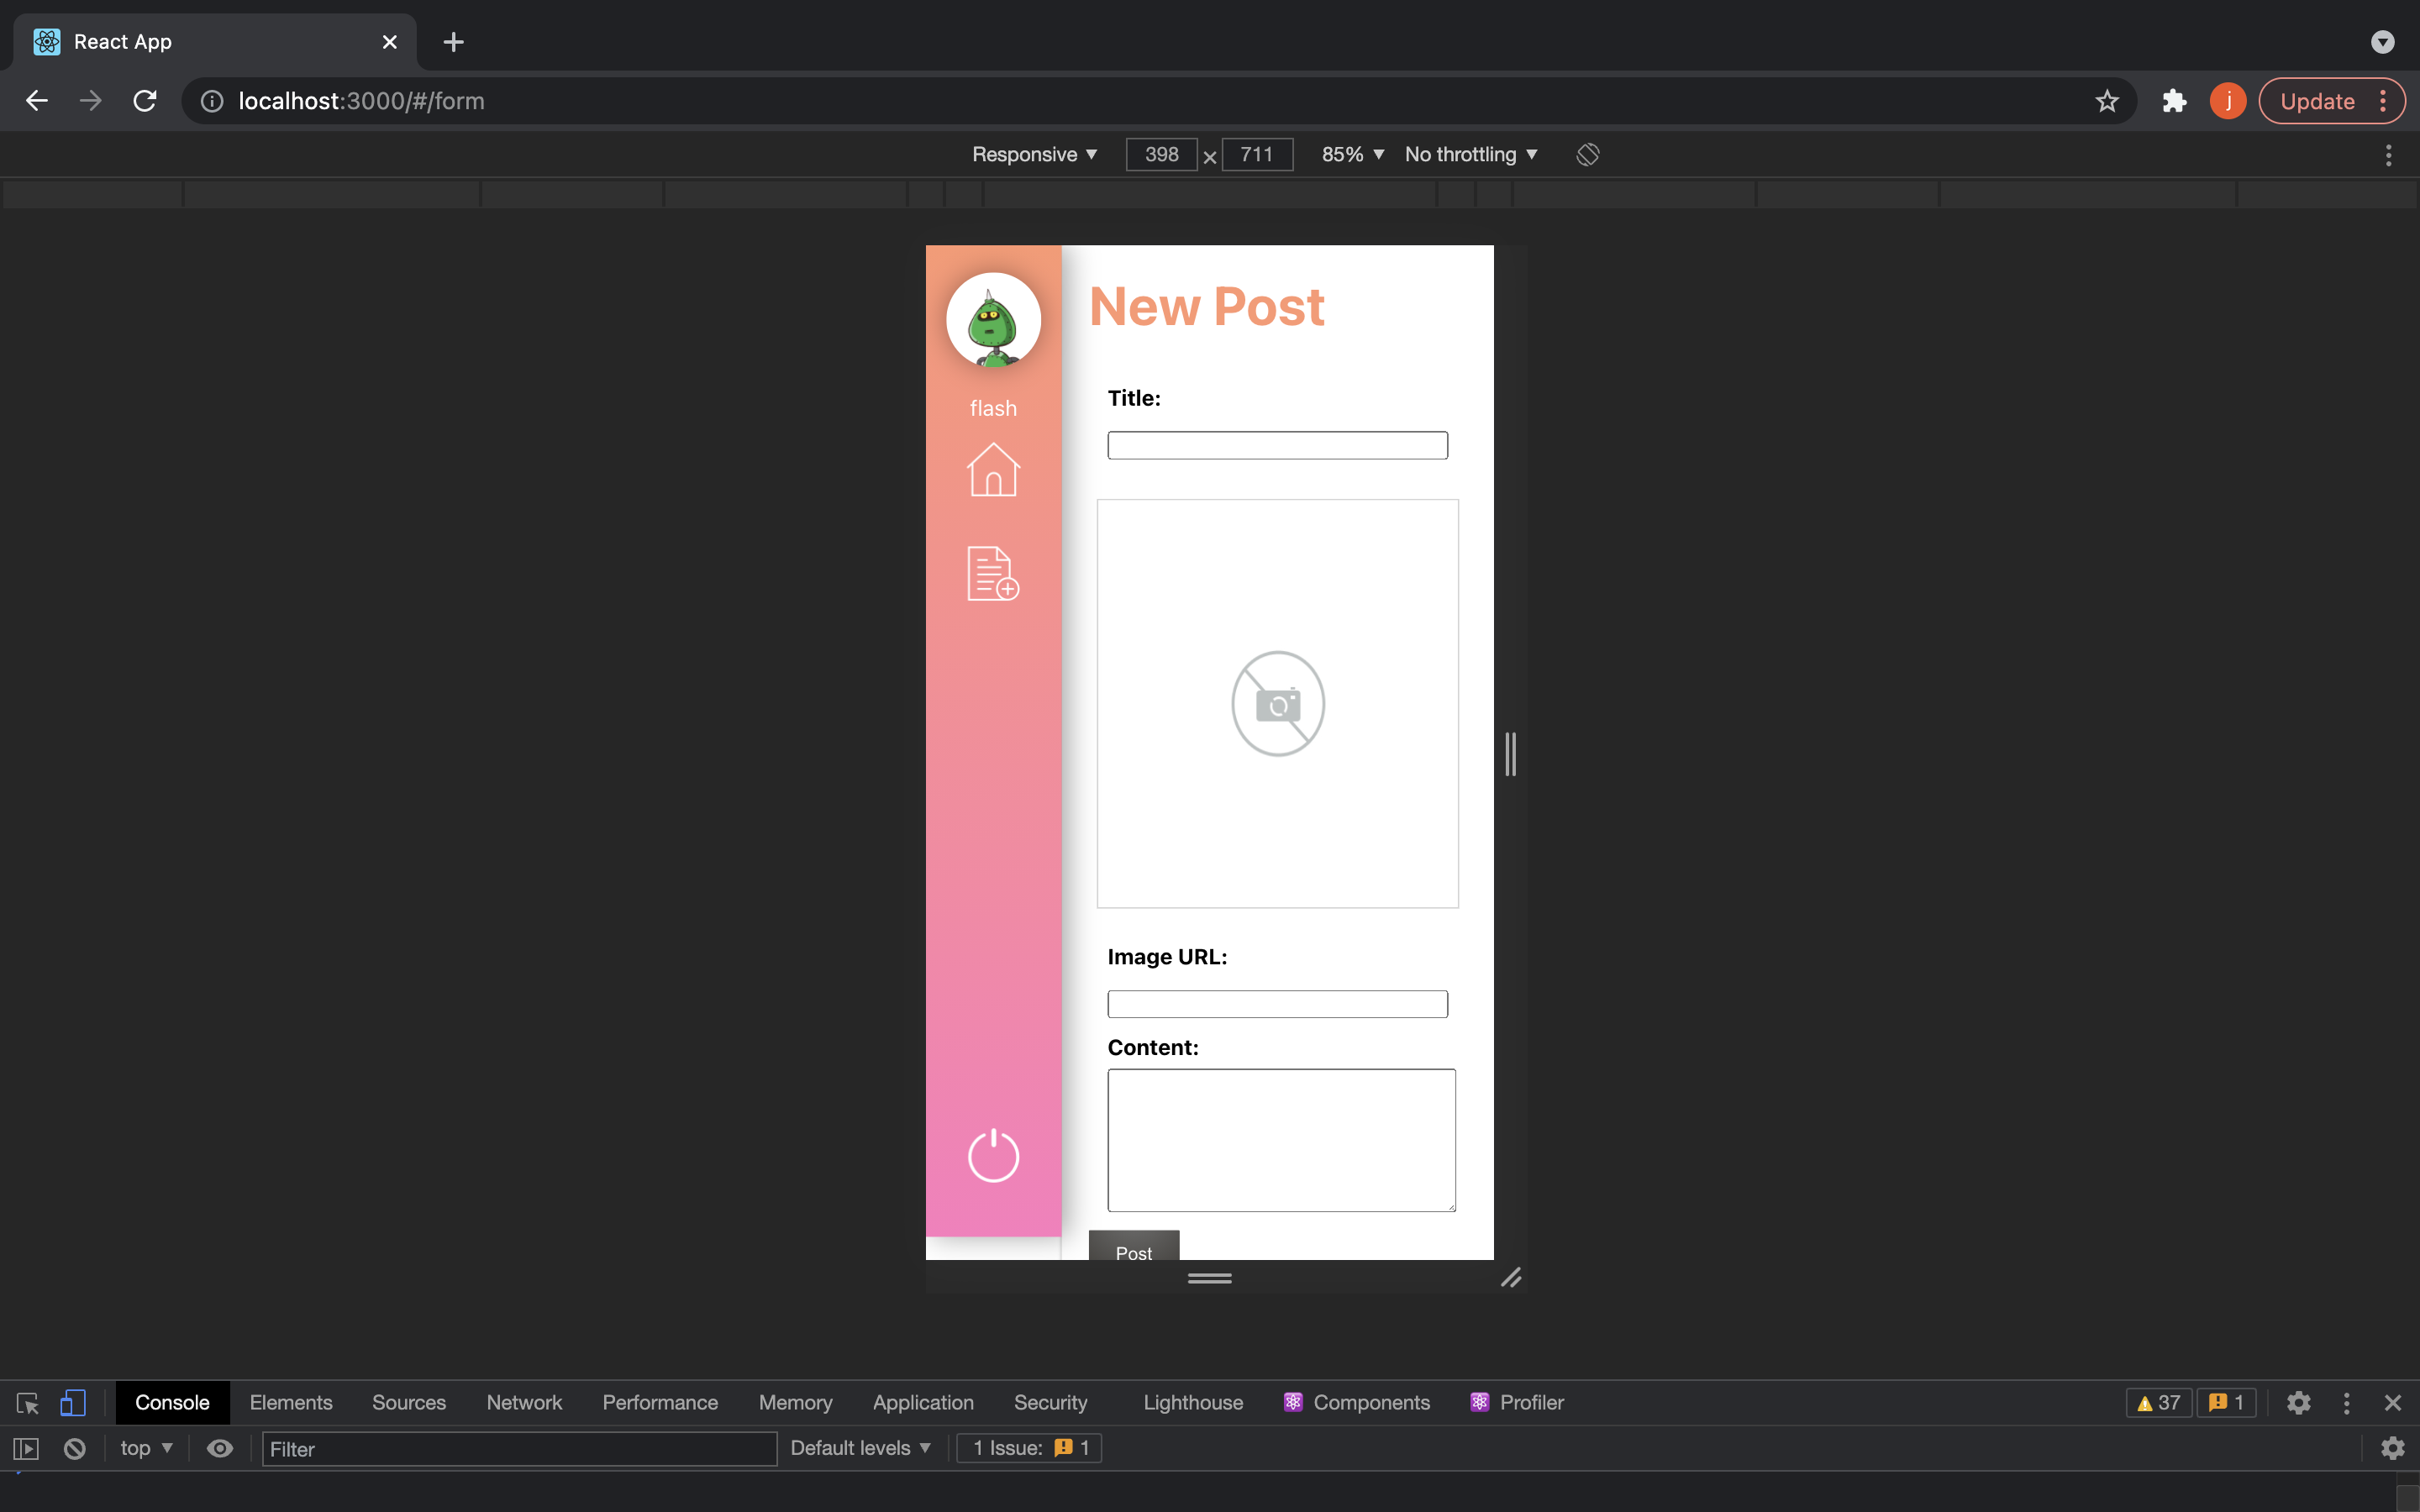 React App
localhost:3000/#/form
j
Update
Responsive
398 × 711
85%
No throttling
New Post
flash
Title:
Image URL:
Content:
Post
Console Elements Sources Network Performance Memory Application Security Lighthouse Components Profiler
37
1
top
Filter
Default levels
1 Issue: 1